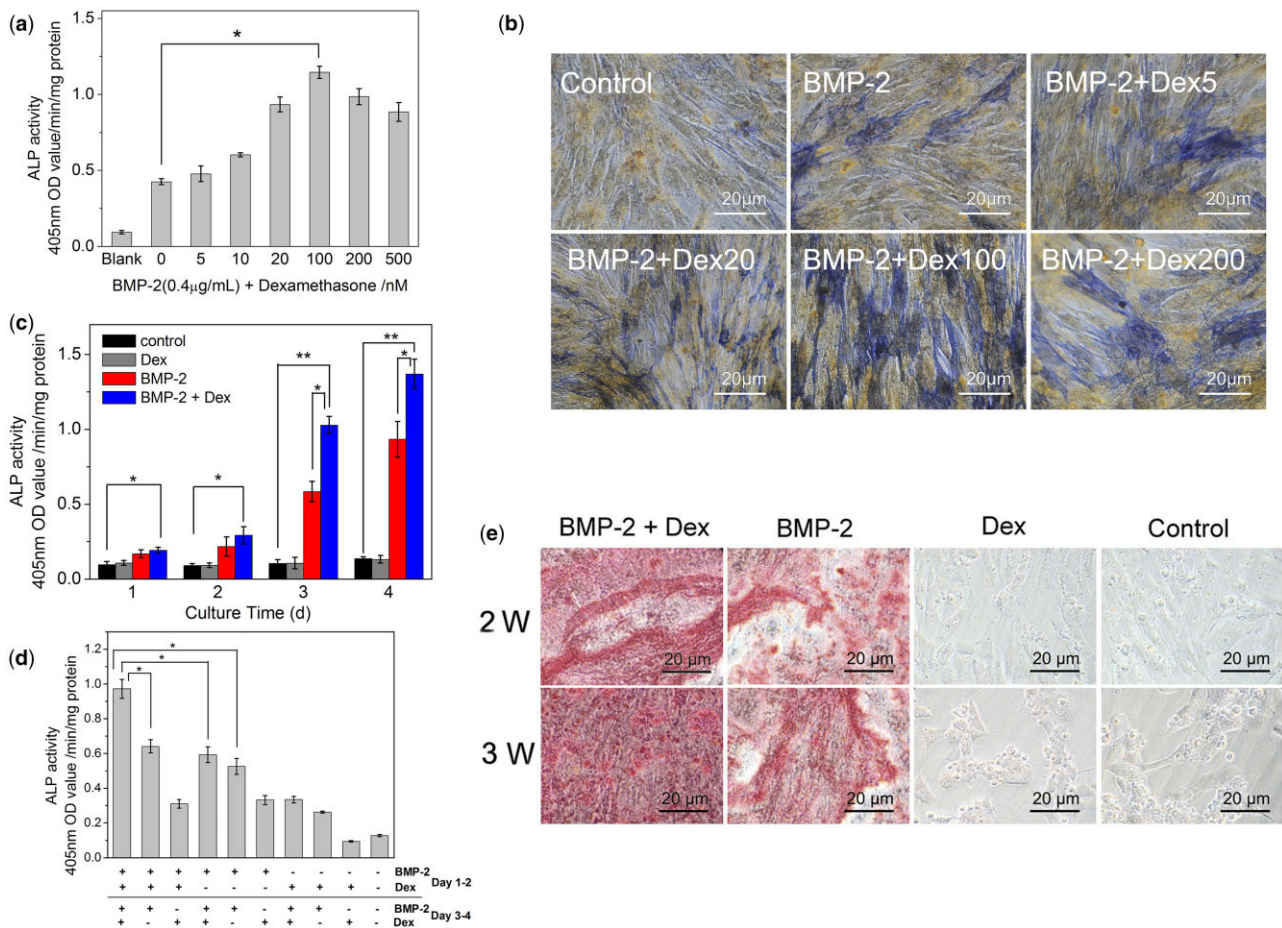 (a)
ALP activity
405nm OD value/min/mg protein
1.5
1.0
0.5
0.0
*
Blank 0 5 10 20 100 200 500
BMP-2(0.4μg/mL) + Dexamethasone /nM
(b)
Control
BMP-2
BMP-2+Dex5
20μm
20μm
20μm
BMP-2+Dex20
BMP-2+Dex100
BMP-2+Dex200
20μm
20μm
20μm
(c)
ALP activity
405nm OD value /min/mg protein
1.5
1.0
0.5
0.0
control
Dex
BMP-2
BMP-2 + Dex
*
*
**
*
**
*
1 2 3 4
Culture Time (d)
(d)
ALP activity
405nm OD value /min/mg protein
1.2
1.0
0.8
0.6
0.4
0.2
0.0
*
*
*
+ + + + + + - - - - BMP-2
+ + + - - - + + + - Dex
Day 1-2
+ + - + + - + + - - BMP-2
+ - + + - + + - + - Dex
Day 3-4
(e)
BMP-2 + Dex
BMP-2
Dex
Control
2 W
20 μm
20 μm
20 μm
20 μm
3 W
20 μm
20 μm
20 μm
20 μm